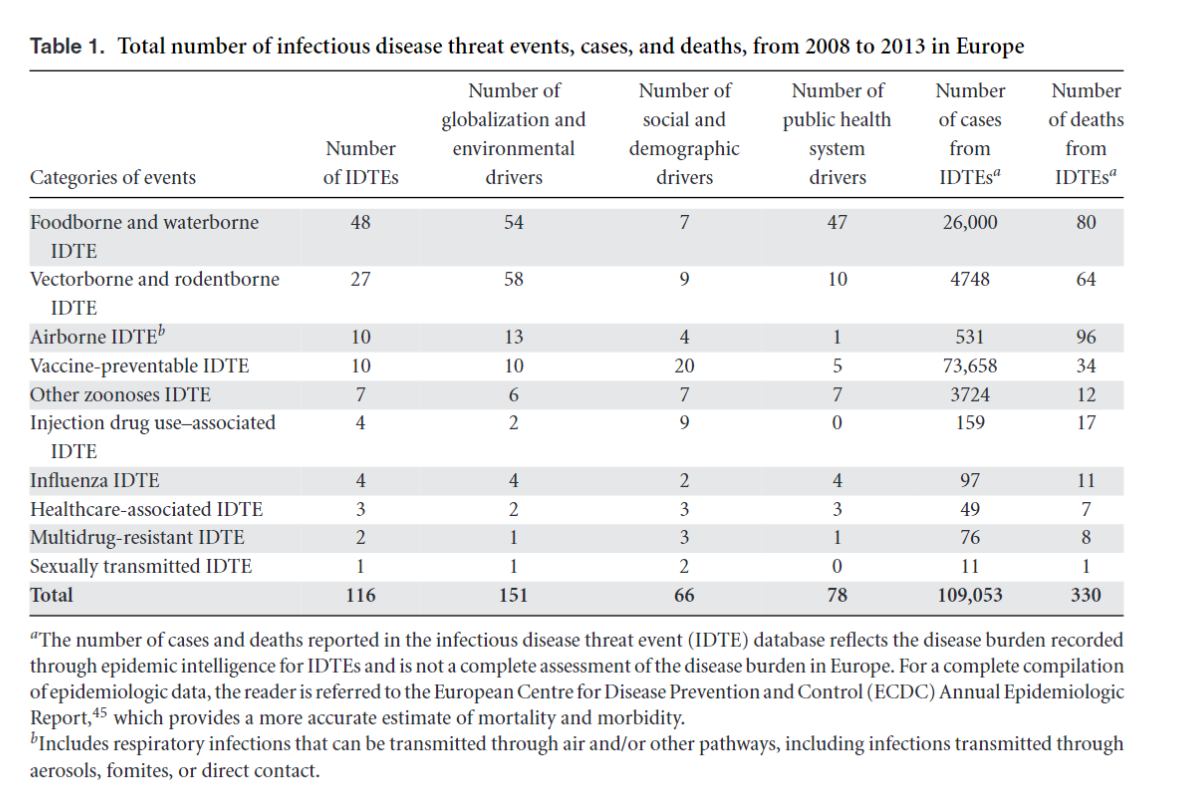 Table 1. Total number of infectious disease threat events, cases, and deaths, from 2008 to 2013 in Europe
Categories of events
Number
of IDTEs
Number of
globalization and
environmental
drivers
Number of
social and
demographic
drivers
Number of
public health
system
drivers
Number
of cases
from
IDTEsᵃ
Number
of deaths
from
IDTEsᵃ
Foodborne and waterborne 48 54 7 47 26,000 80
IDTE
Vectorborne and rodentborne 27 58 9 10 4748 64
IDTE
Airborne IDTEᵇ 10 13 4 1 531 96
Vaccine-preventable IDTE 10 10 20 5 73,658 34
Other zoonoses IDTE 7 6 7 7 3724 12
Injection drug use–associated 4 2 9 0 159 17
IDTE
Influenza IDTE 4 4 2 4 97 11
Healthcare-associated IDTE 3 2 3 3 49 7
Multidrug-resistant IDTE 2 1 3 1 76 8
Sexually transmitted IDTE 1 1 2 0 11 1
Total 116 151 66 78 109,053 330
ᵃThe number of cases and deaths reported in the infectious disease threat event (IDTE) database reflects the disease burden recorded
through epidemic intelligence for IDTEs and is not a complete assessment of the disease burden in Europe. For a complete compilation
of epidemiologic data, the reader is referred to the European Centre for Disease Prevention and Control (ECDC) Annual Epidemiologic
Report,⁴⁵ which provides a more accurate estimate of mortality and morbidity.
ᵇIncludes respiratory infections that can be transmitted through air and/or other pathways, including infections transmitted through
aerosols, fomites, or direct contact.